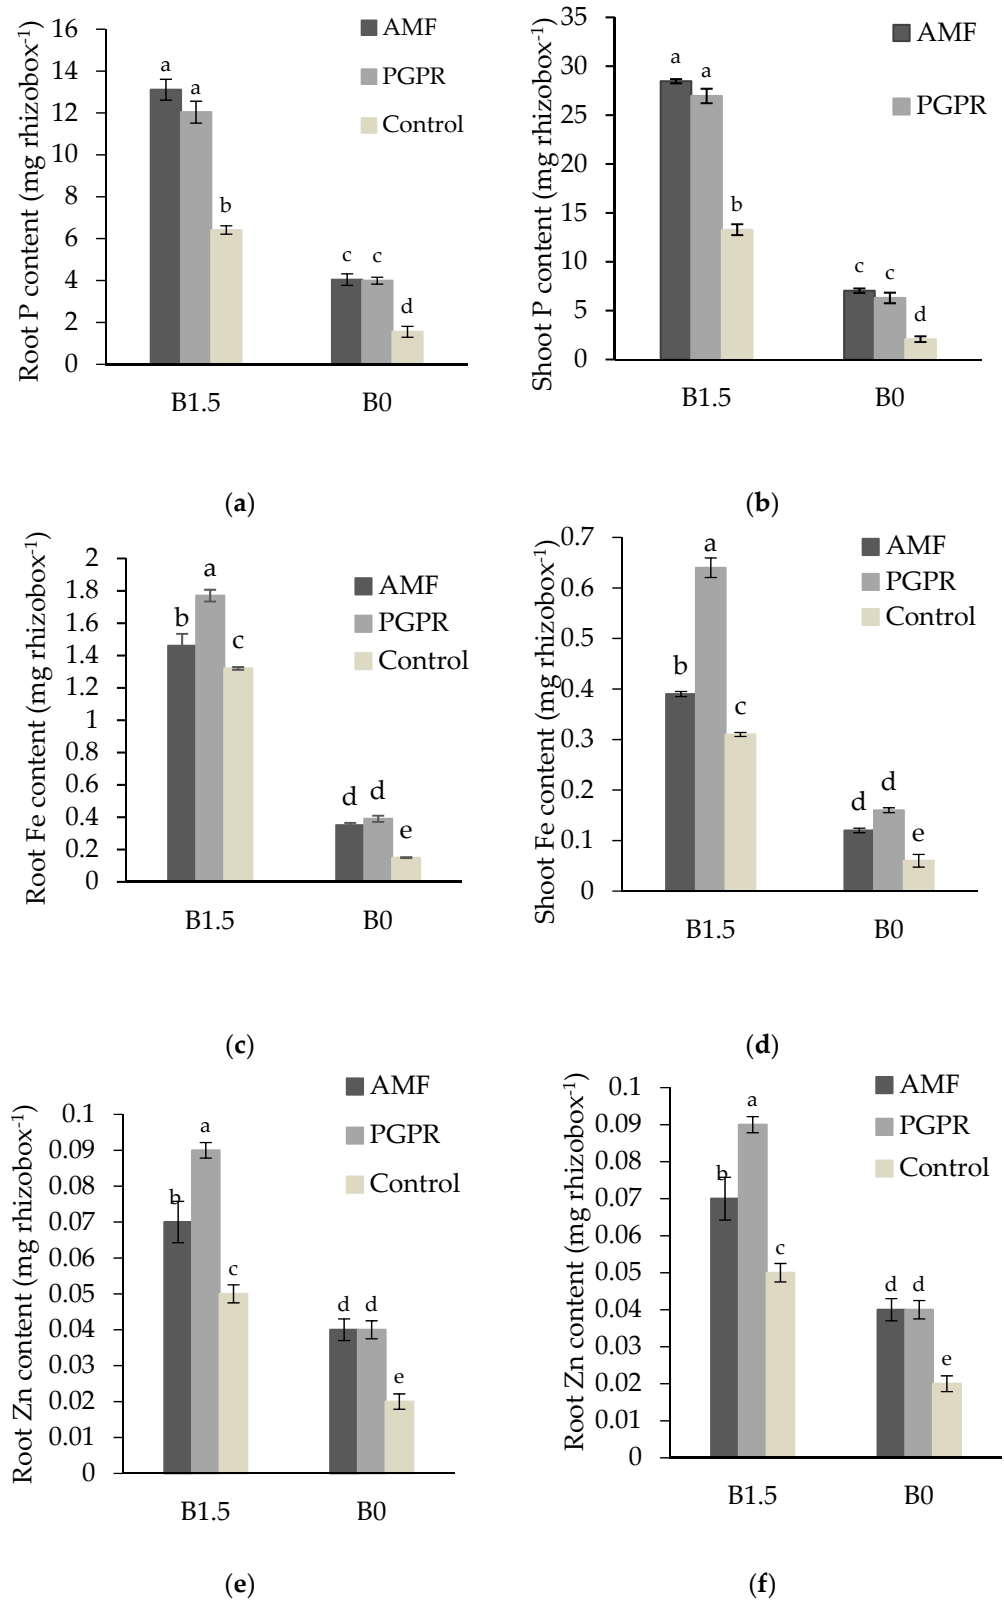 Root P content (mg rhizobox-1)
16
14
12
10
8
6
4
2
0
a
a
b
c
c
d
B1.5
B0
AMF
PGPR
Control
(a)
Shoot P content (mg rhizobox-1)
35
30
25
20
15
10
5
0
a
a
b
c
c
d
B1.5
B0
AMF
PGPR
(b)
Root Fe content (mg rhizobox-1)
2
1.8
1.6
1.4
1.2
1
0.8
0.6
0.4
0.2
0
b
a
c
d
d
e
B1.5
B0
AMF
PGPR
Control
(c)
Shoot Fe content (mg rhizobox-1)
0.7
0.6
0.5
0.4
0.3
0.2
0.1
0
b
a
c
d
d
e
B1.5
B0
AMF
PGPR
Control
(d)
Root Zn content (mg rhizobox-1)
0.1
0.09
0.08
0.07
0.06
0.05
0.04
0.03
0.02
0.01
0
b
a
c
d
d
e
B1.5
B0
AMF
PGPR
Control
(e)
Root Zn content (mg rhizobox-1)
0.1
0.09
0.08
0.07
0.06
0.05
0.04
0.03
0.02
0.01
0
b
a
c
d
d
e
B1.5
B0
AMF
PGPR
Control
(f)